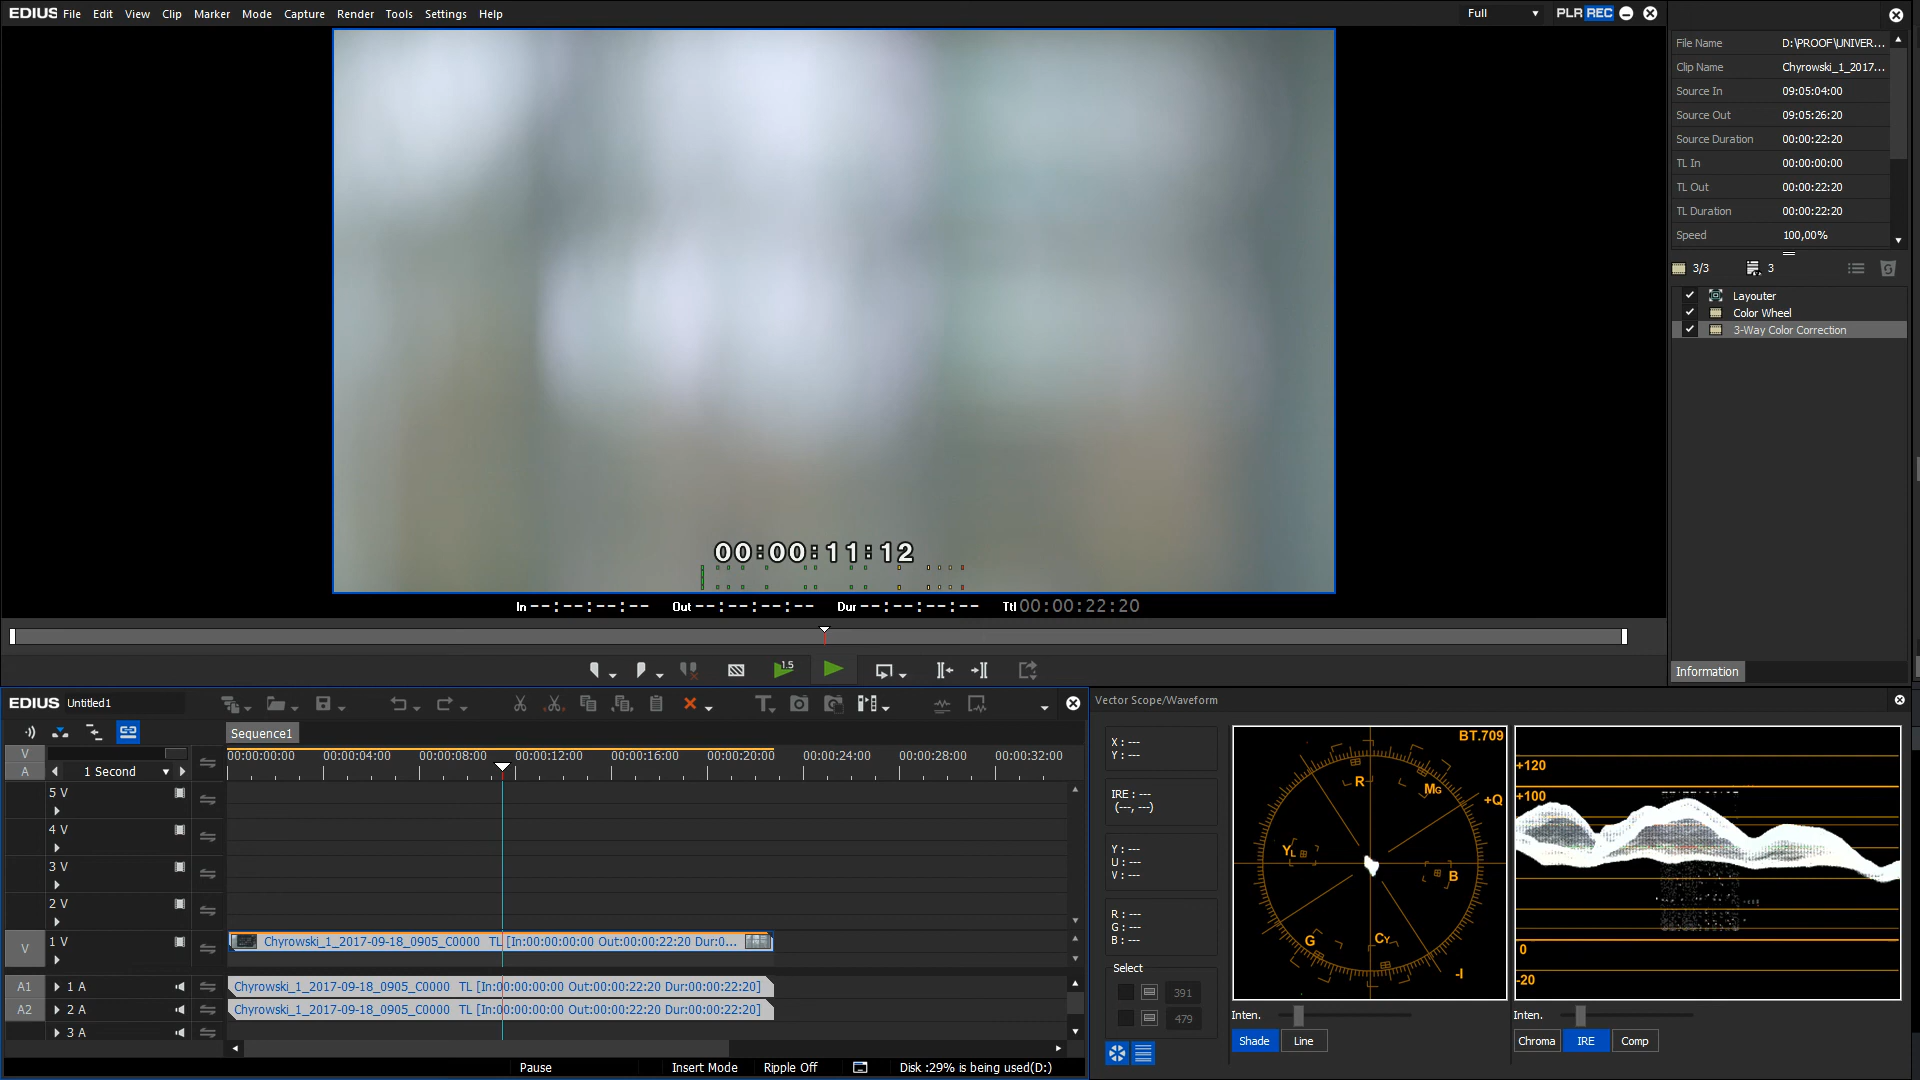 EDIUS File Edit View Clip Marker Mode Capture Render Tools Settings Help
Full PLR REC
File Name D:\PROOF\UNIVER...
Clip Name Chyrowski_1_2017...
Source In 09:05:04:00
Source Out 09:05:26:20
Source Duration 00:00:22:20
TL In 00:00:00:00
TL Out 00:00:22:20
TL Duration 00:00:22:20
Speed 100,00%
3/3 3
Layouter
Color Wheel
3-Way Color Correction
00:00:11:12
In --:--:--:-- Out --:--:--:-- Dur --:--:--:-- Ttl 00:00:22:20
1.5
Information
EDIUS Untitled1
Sequence1
V
A
1 Second
00:00:00:00 00:00:04:00 00:00:08:00 00:00:12:00 00:00:16:00 00:00:20:00 00:00:24:00 00:00:28:00 00:00:32:00
5 V
4 V
3 V
2 V
V 1 V Chyrowski_1_2017-09-18_0905_C0000 TL [In:00:00:00:00 Out:00:00:22:20 Dur:0...
A1 1 A Chyrowski_1_2017-09-18_0905_C0000 TL [In:00:00:00:00 Out:00:00:22:20 Dur:00:00:22:20]
A2 2 A Chyrowski_1_2017-09-18_0905_C0000 TL [In:00:00:00:00 Out:00:00:22:20 Dur:00:00:22:20]
3 A
Pause Insert Mode Ripple Off Disk :29% is being used(D:)
Vector Scope/Waveform
X : ---
Y : ---
IRE : ---
(---, ---)
Y : ---
U : ---
V : ---
R : ---
G : ---
B : ---
Select
391
479
BT.709
R
MG
+Q
YL
B
G
CY
-I
Inten.
Shade Line
+120
+100
0
-20
Inten.
Chroma IRE Comp